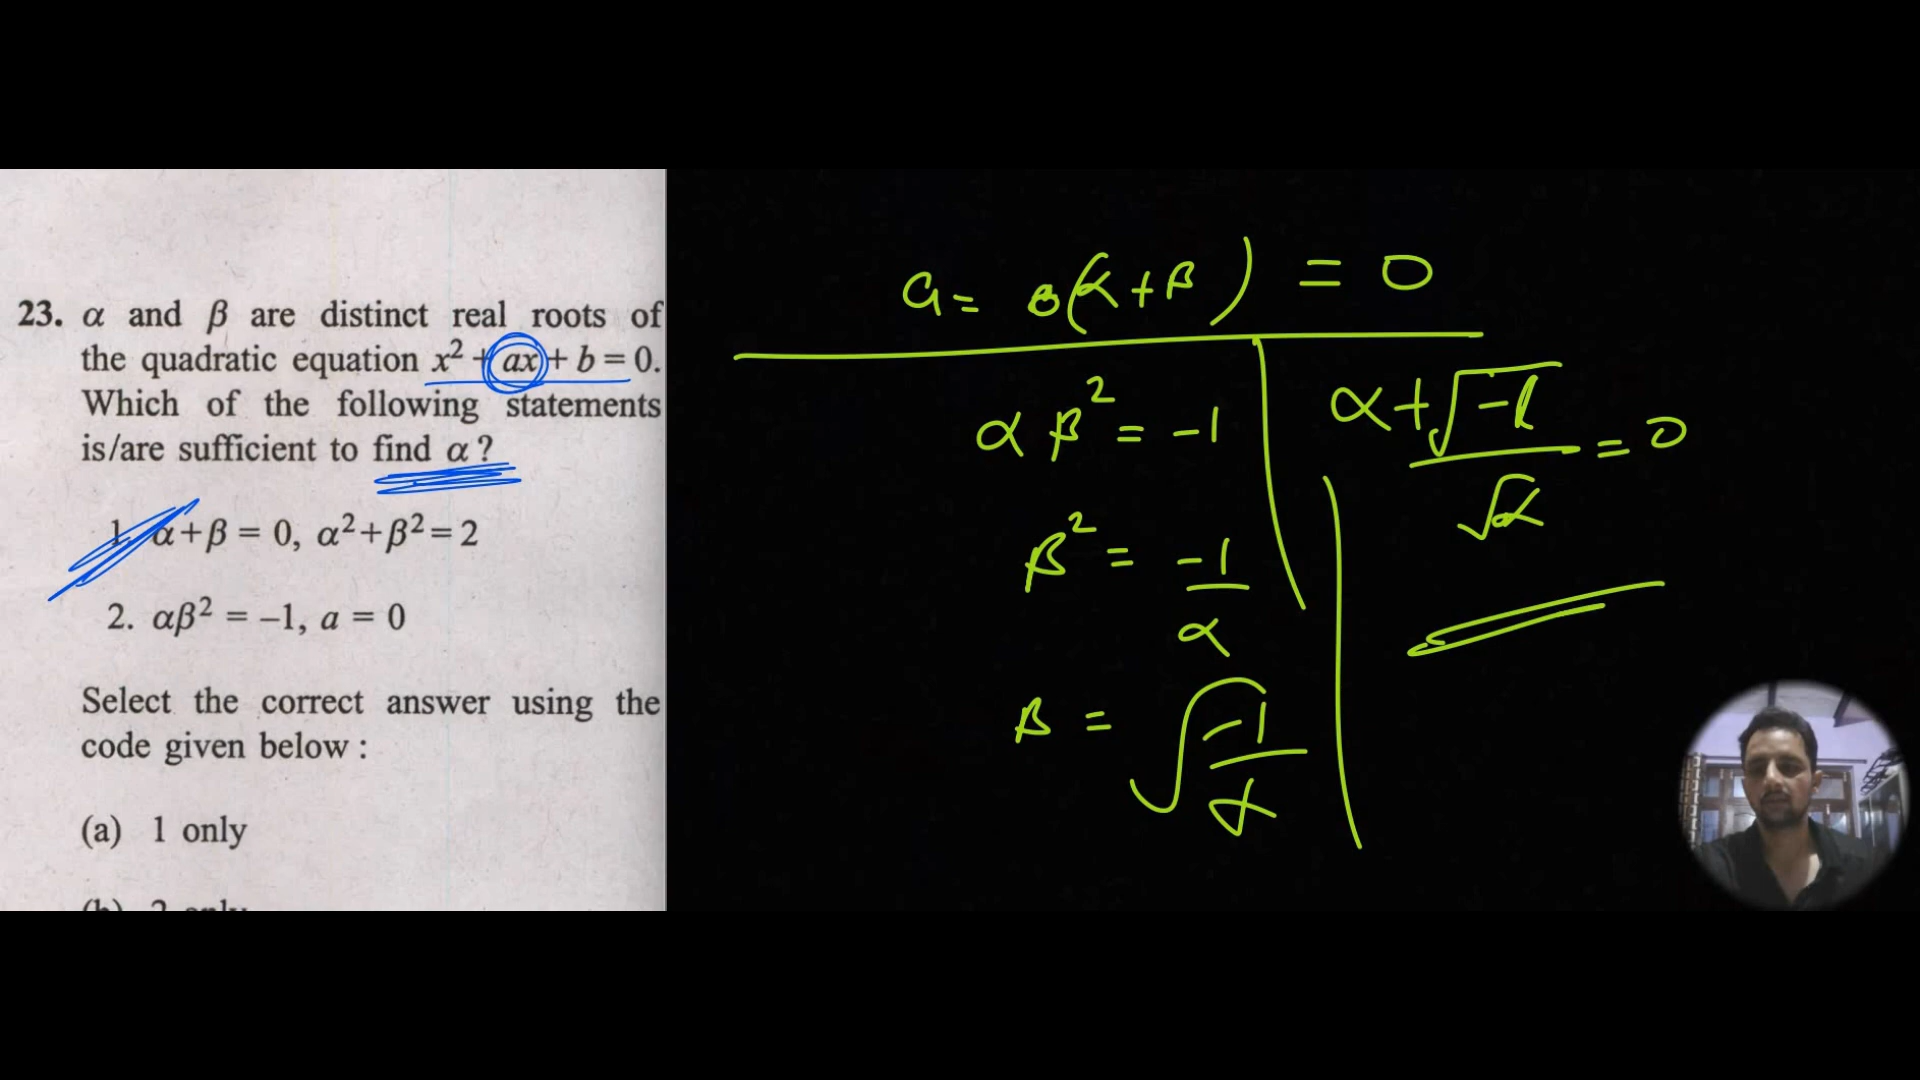 23. α and β are distinct real roots of
the quadratic equation x² + ax + b = 0.
Which of the following statements
is/are sufficient to find α ?
1. α+β = 0, α²+β² = 2
2. αβ² = –1, a = 0
Select the correct answer using the
code given below :
(a) 1 only
a = (α+β) = 0
αβ² = -1
β² = -1/α
β = √(-1/α)
α + √-1/√α = 0